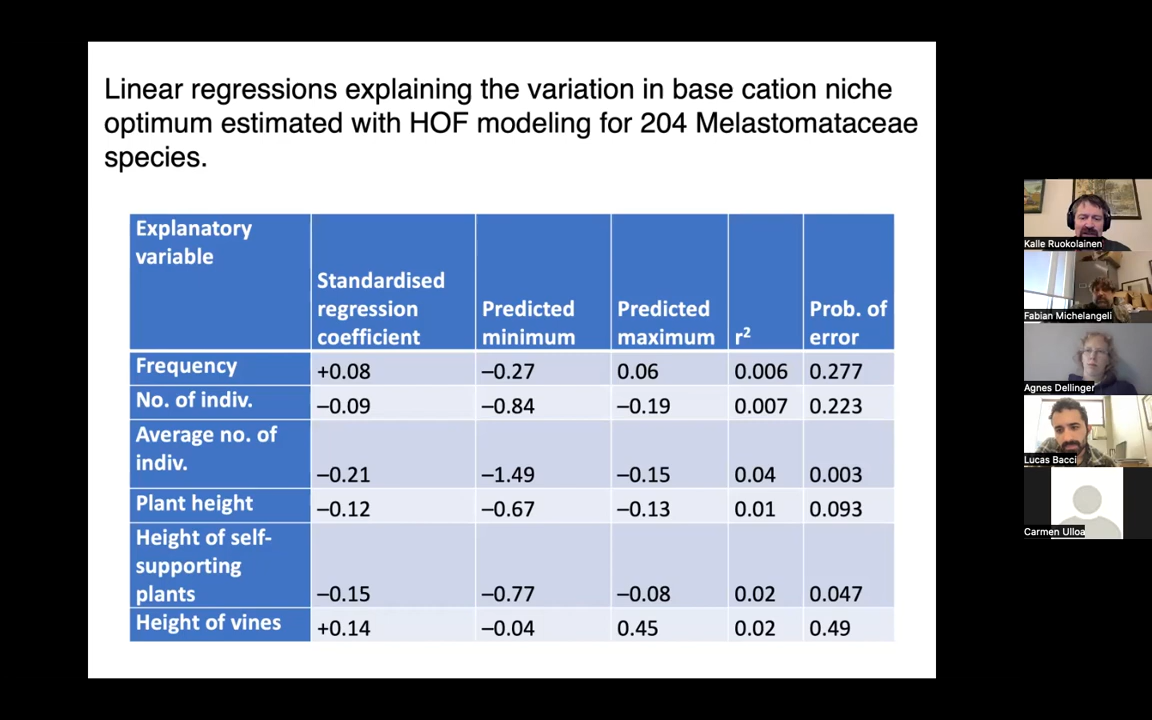 Linear regressions explaining the variation in base cation niche
optimum estimated with HOF modeling for 204 Melastomataceae
species.
Explanatory
variable
Standardised
regression
coefficient
Predicted
minimum
Predicted
maximum
r²
Prob. of
error
Frequency +0.08 –0.27 0.06 0.006 0.277
No. of indiv. –0.09 –0.84 –0.19 0.007 0.223
Average no. of
indiv. –0.21 –1.49 –0.15 0.04 0.003
Plant height –0.12 –0.67 –0.13 0.01 0.093
Height of self-
supporting
plants –0.15 –0.77 –0.08 0.02 0.047
Height of vines +0.14 –0.04 0.45 0.02 0.49
Kalle Ruokolainen
Fabian Michelangeli
Agnes Dellinger
Lucas Bacci
Carmen Ulloa